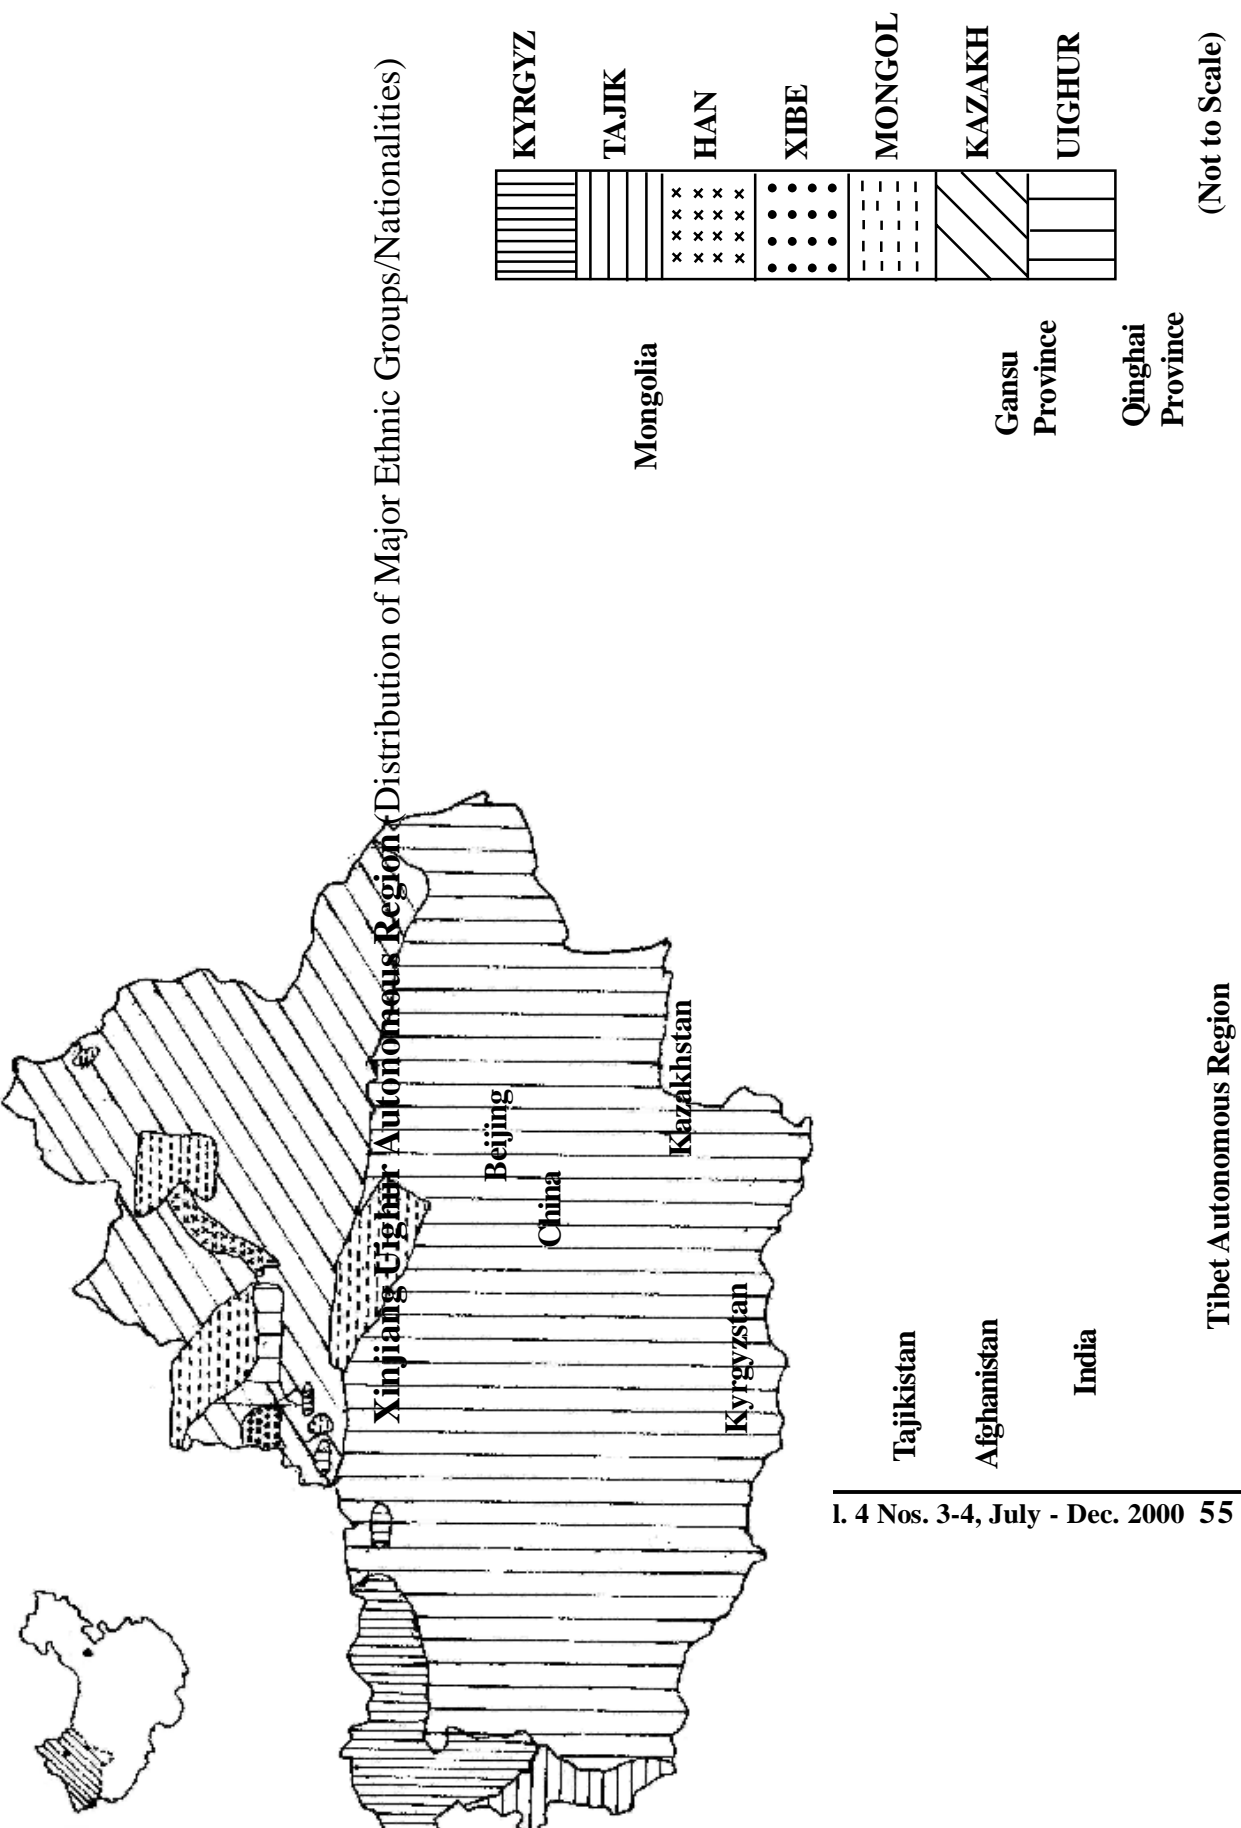 Xinjiang Uighur Autonomous Region (Distribution of Major Ethnic Groups/Nationalities)
KYRGYZ
TAJIK
HAN
XIBE
MONGOL
KAZAKH
UIGHUR
(Not to Scale)
Mongolia
Gansu
Province
Qinghai
Province
Beijing
China
Kazakhstan
Kyrgyzstan
Tajikistan
Afghanistan
India
Tibet Autonomous Region
l. 4 Nos. 3-4, July - Dec. 2000 55